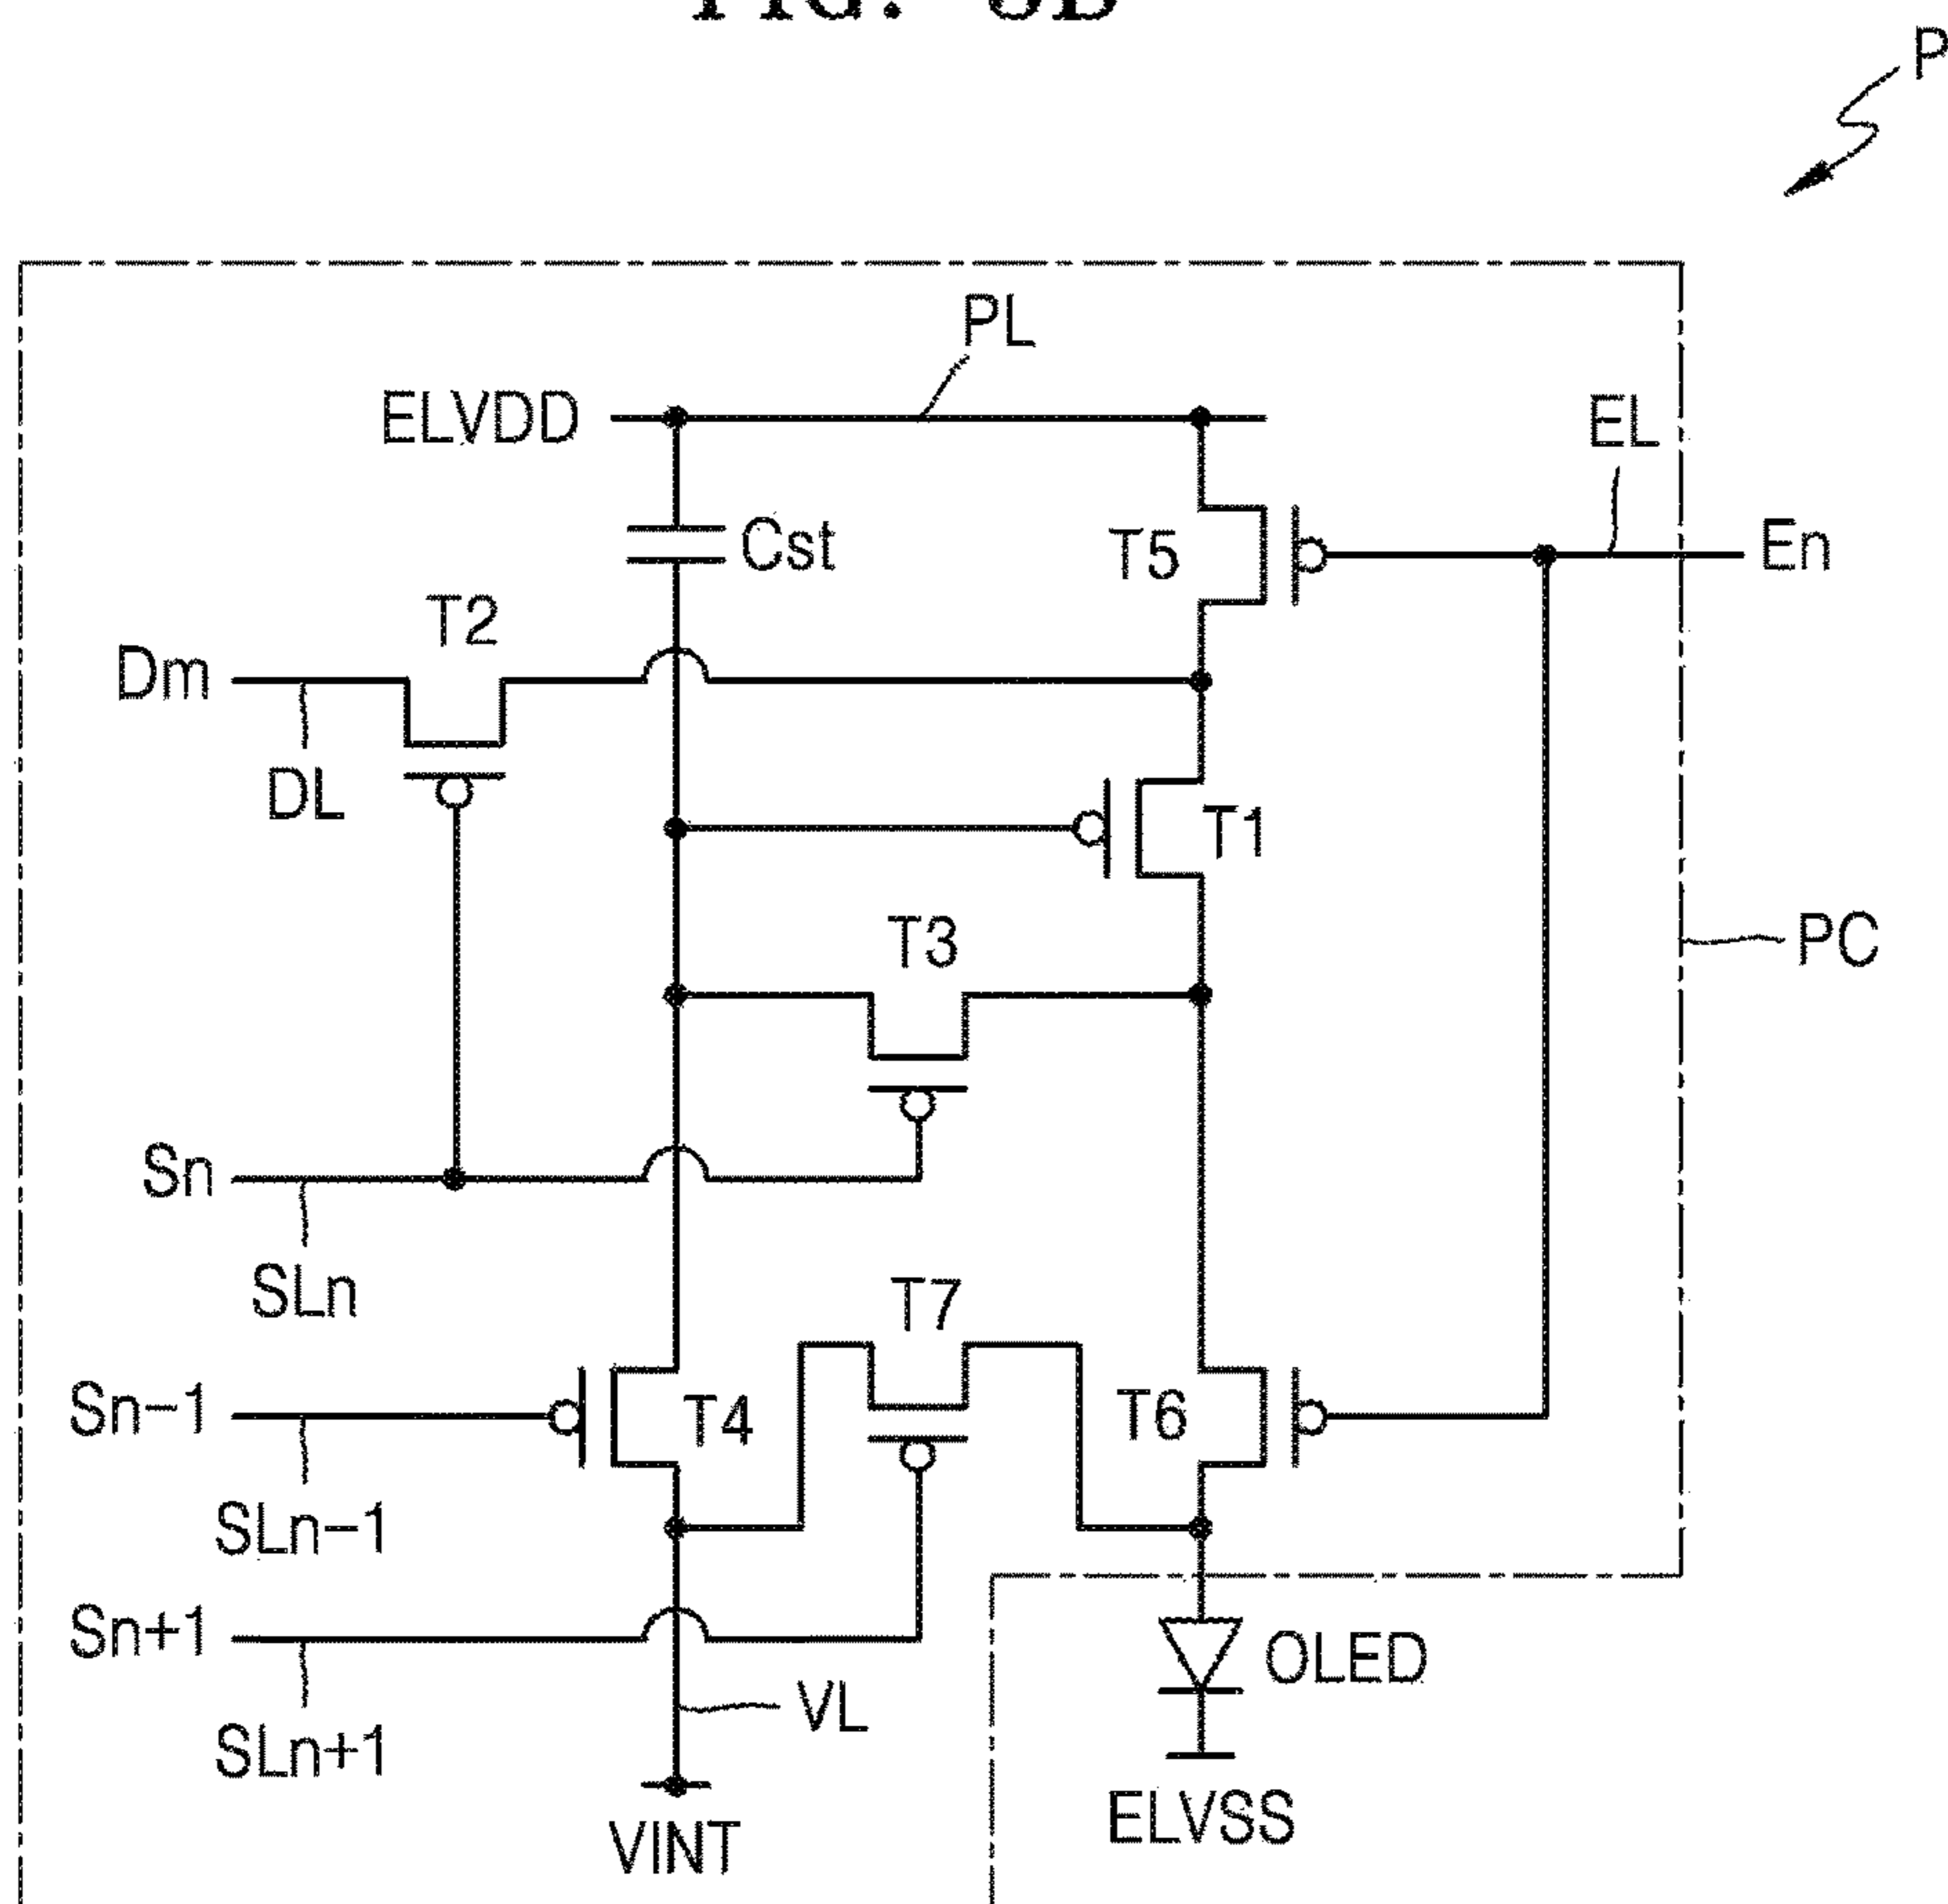 P
PL
ELVDD
EL
Cst
T5
En
T2
Dm
DL
T1
T3
PC
Sn
SLn
T7
Sn-1
T4
T6
SLn-1
Sn+1
OLED
VL
SLn+1
ELVSS
VINT